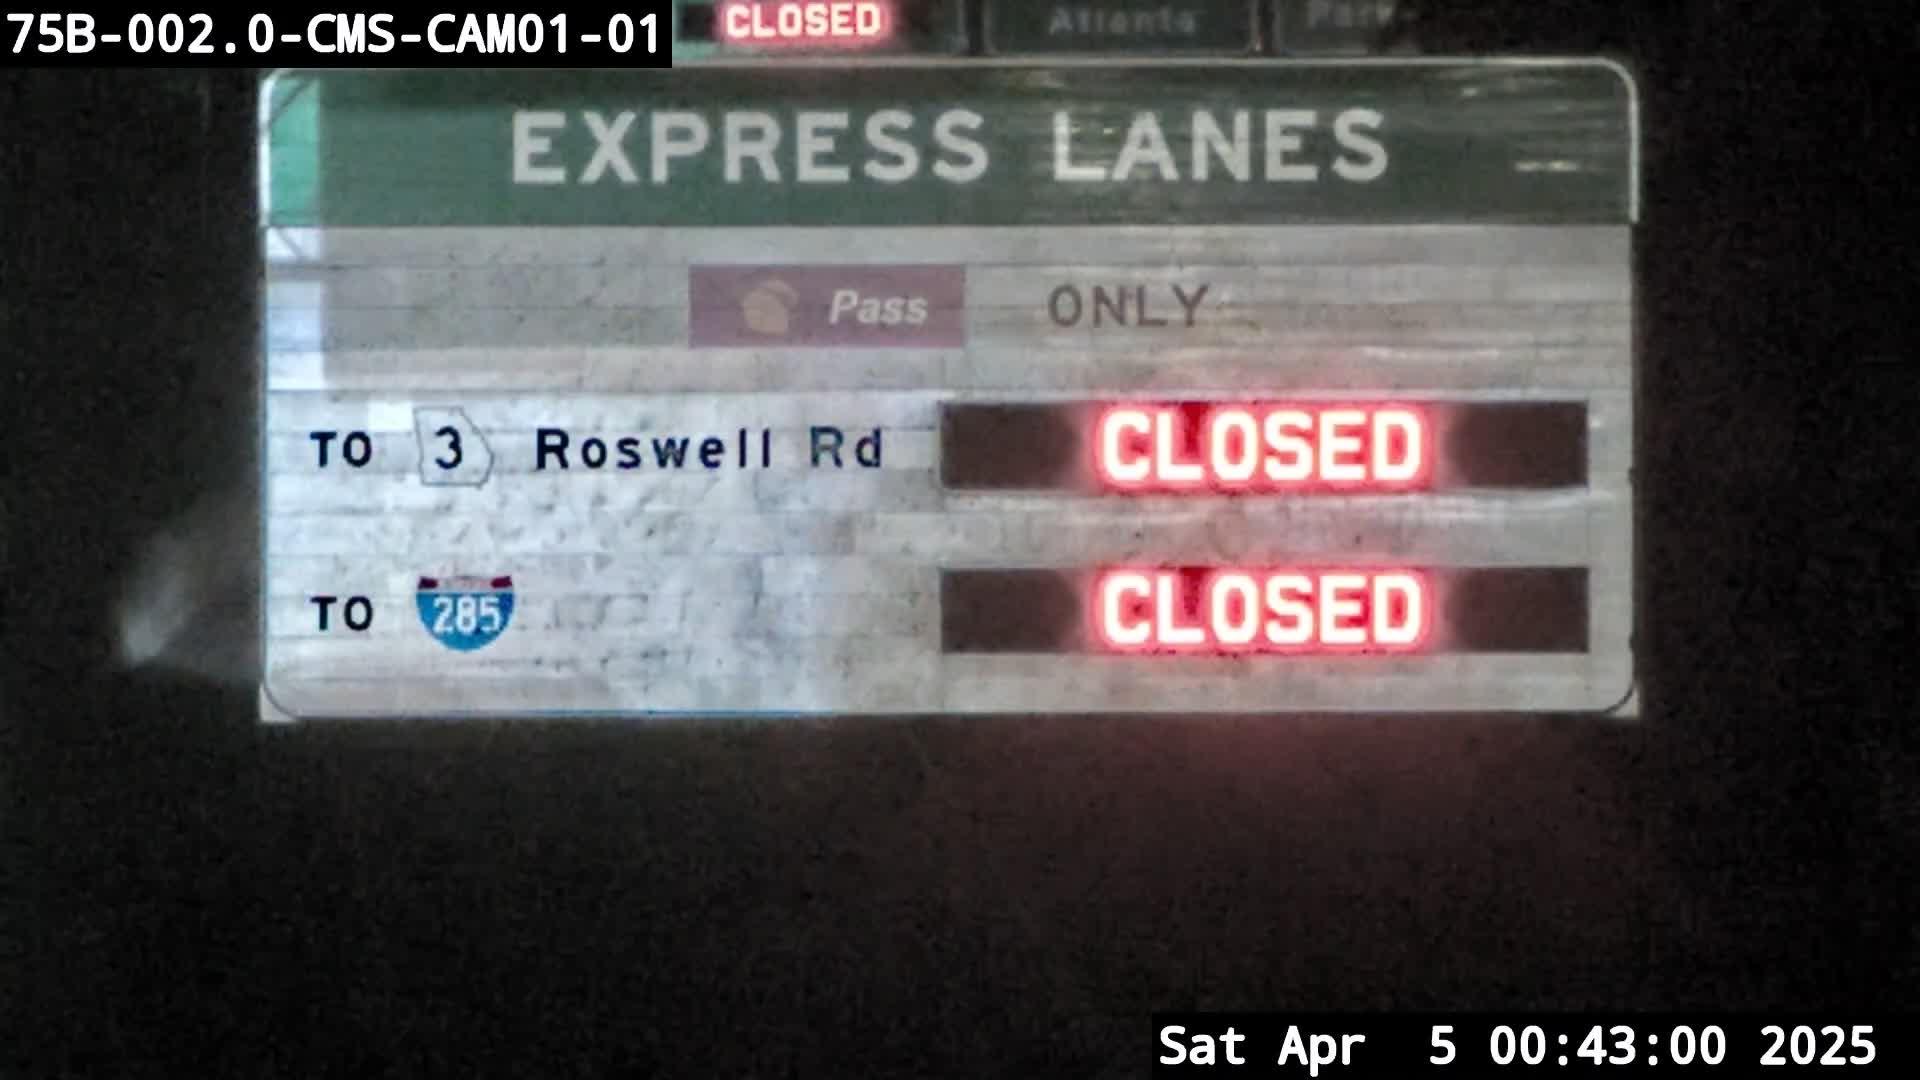 75B-002.0-CMS-CAM01-01
CLOSED
Atlanta
Park-
EXPRESS LANES
Pass ONLY
TO 3 Roswell Rd CLOSED
TO 285 CLOSED
Sat Apr 5 00:43:00 2025